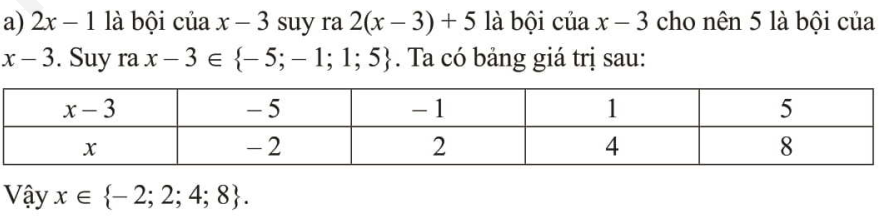 a) 2x – 1 là bội của x – 3 suy ra 2(x – 3) + 5 là bội của x – 3 cho nên 5 là bội của
x – 3. Suy ra x – 3 ∈ {– 5; – 1; 1; 5}. Ta có bảng giá trị sau:
x – 3 – 5 – 1 1 5
x – 2 2 4 8
Vậy x ∈ {– 2; 2; 4; 8}.